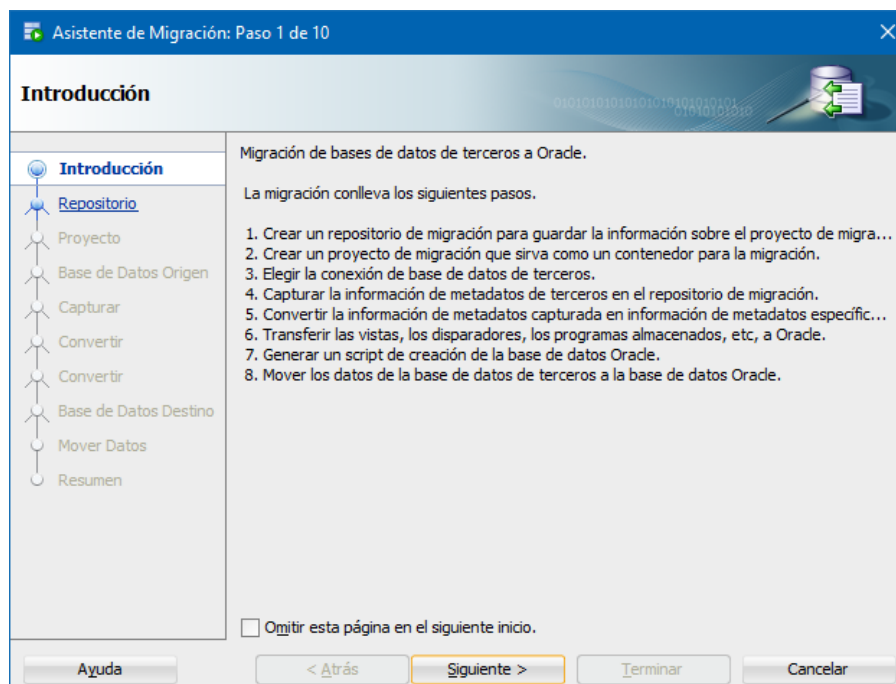 Asistente de Migración: Paso 1 de 10
Introducción
010101010101010101010101
01010101010
Introducción
Repositorio
Proyecto
Base de Datos Origen
Capturar
Convertir
Convertir
Base de Datos Destino
Mover Datos
Resumen
Migración de bases de datos de terceros a Oracle.
La migración conlleva los siguientes pasos.
1. Crear un repositorio de migración para guardar la información sobre el proyecto de migra...
2. Crear un proyecto de migración que sirva como un contenedor para la migración.
3. Elegir la conexión de base de datos de terceros.
4. Capturar la información de metadatos de terceros en el repositorio de migración.
5. Convertir la información de metadatos capturada en información de metadatos específic...
6. Transferir las vistas, los disparadores, los programas almacenados, etc, a Oracle.
7. Generar un script de creación de la base de datos Oracle.
8. Mover los datos de la base de datos de terceros a la base de datos Oracle.
Omitir esta página en el siguiente inicio.
Ayuda < Atrás Siguiente > Terminar Cancelar